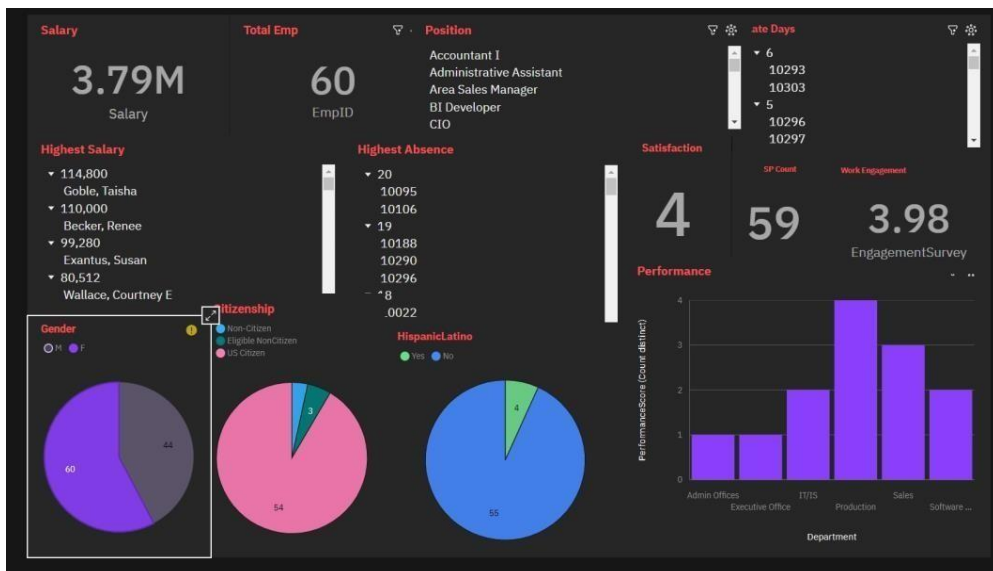 Salary
3.79M
Salary
Total Emp
60
EmpID
Position
Accountant I
Administrative Assistant
Area Sales Manager
BI Developer
CIO
ate Days
6
10293
10303
5
10296
10297
Highest Salary
114,800
Goble, Taisha
110,000
Becker, Renee
99,280
Exantus, Susan
80,512
Wallace, Courtney E
Highest Absence
20
10095
10106
19
10188
10290
10296
.0022
Satisfaction
4
SP Count
59
Work Engagement
3.98
EngagementSurvey
Gender
M F
44
60
itizenship
Non-Citizen
Eligible NonCitizen
US Citizen
3
54
HispanicLatino
Yes No
4
55
Performance
PerformanceScore (Count distinct)
4
3
2
1
0
Admin Offices
Executive Office
IT/IS
Production
Sales
Software ...
Department